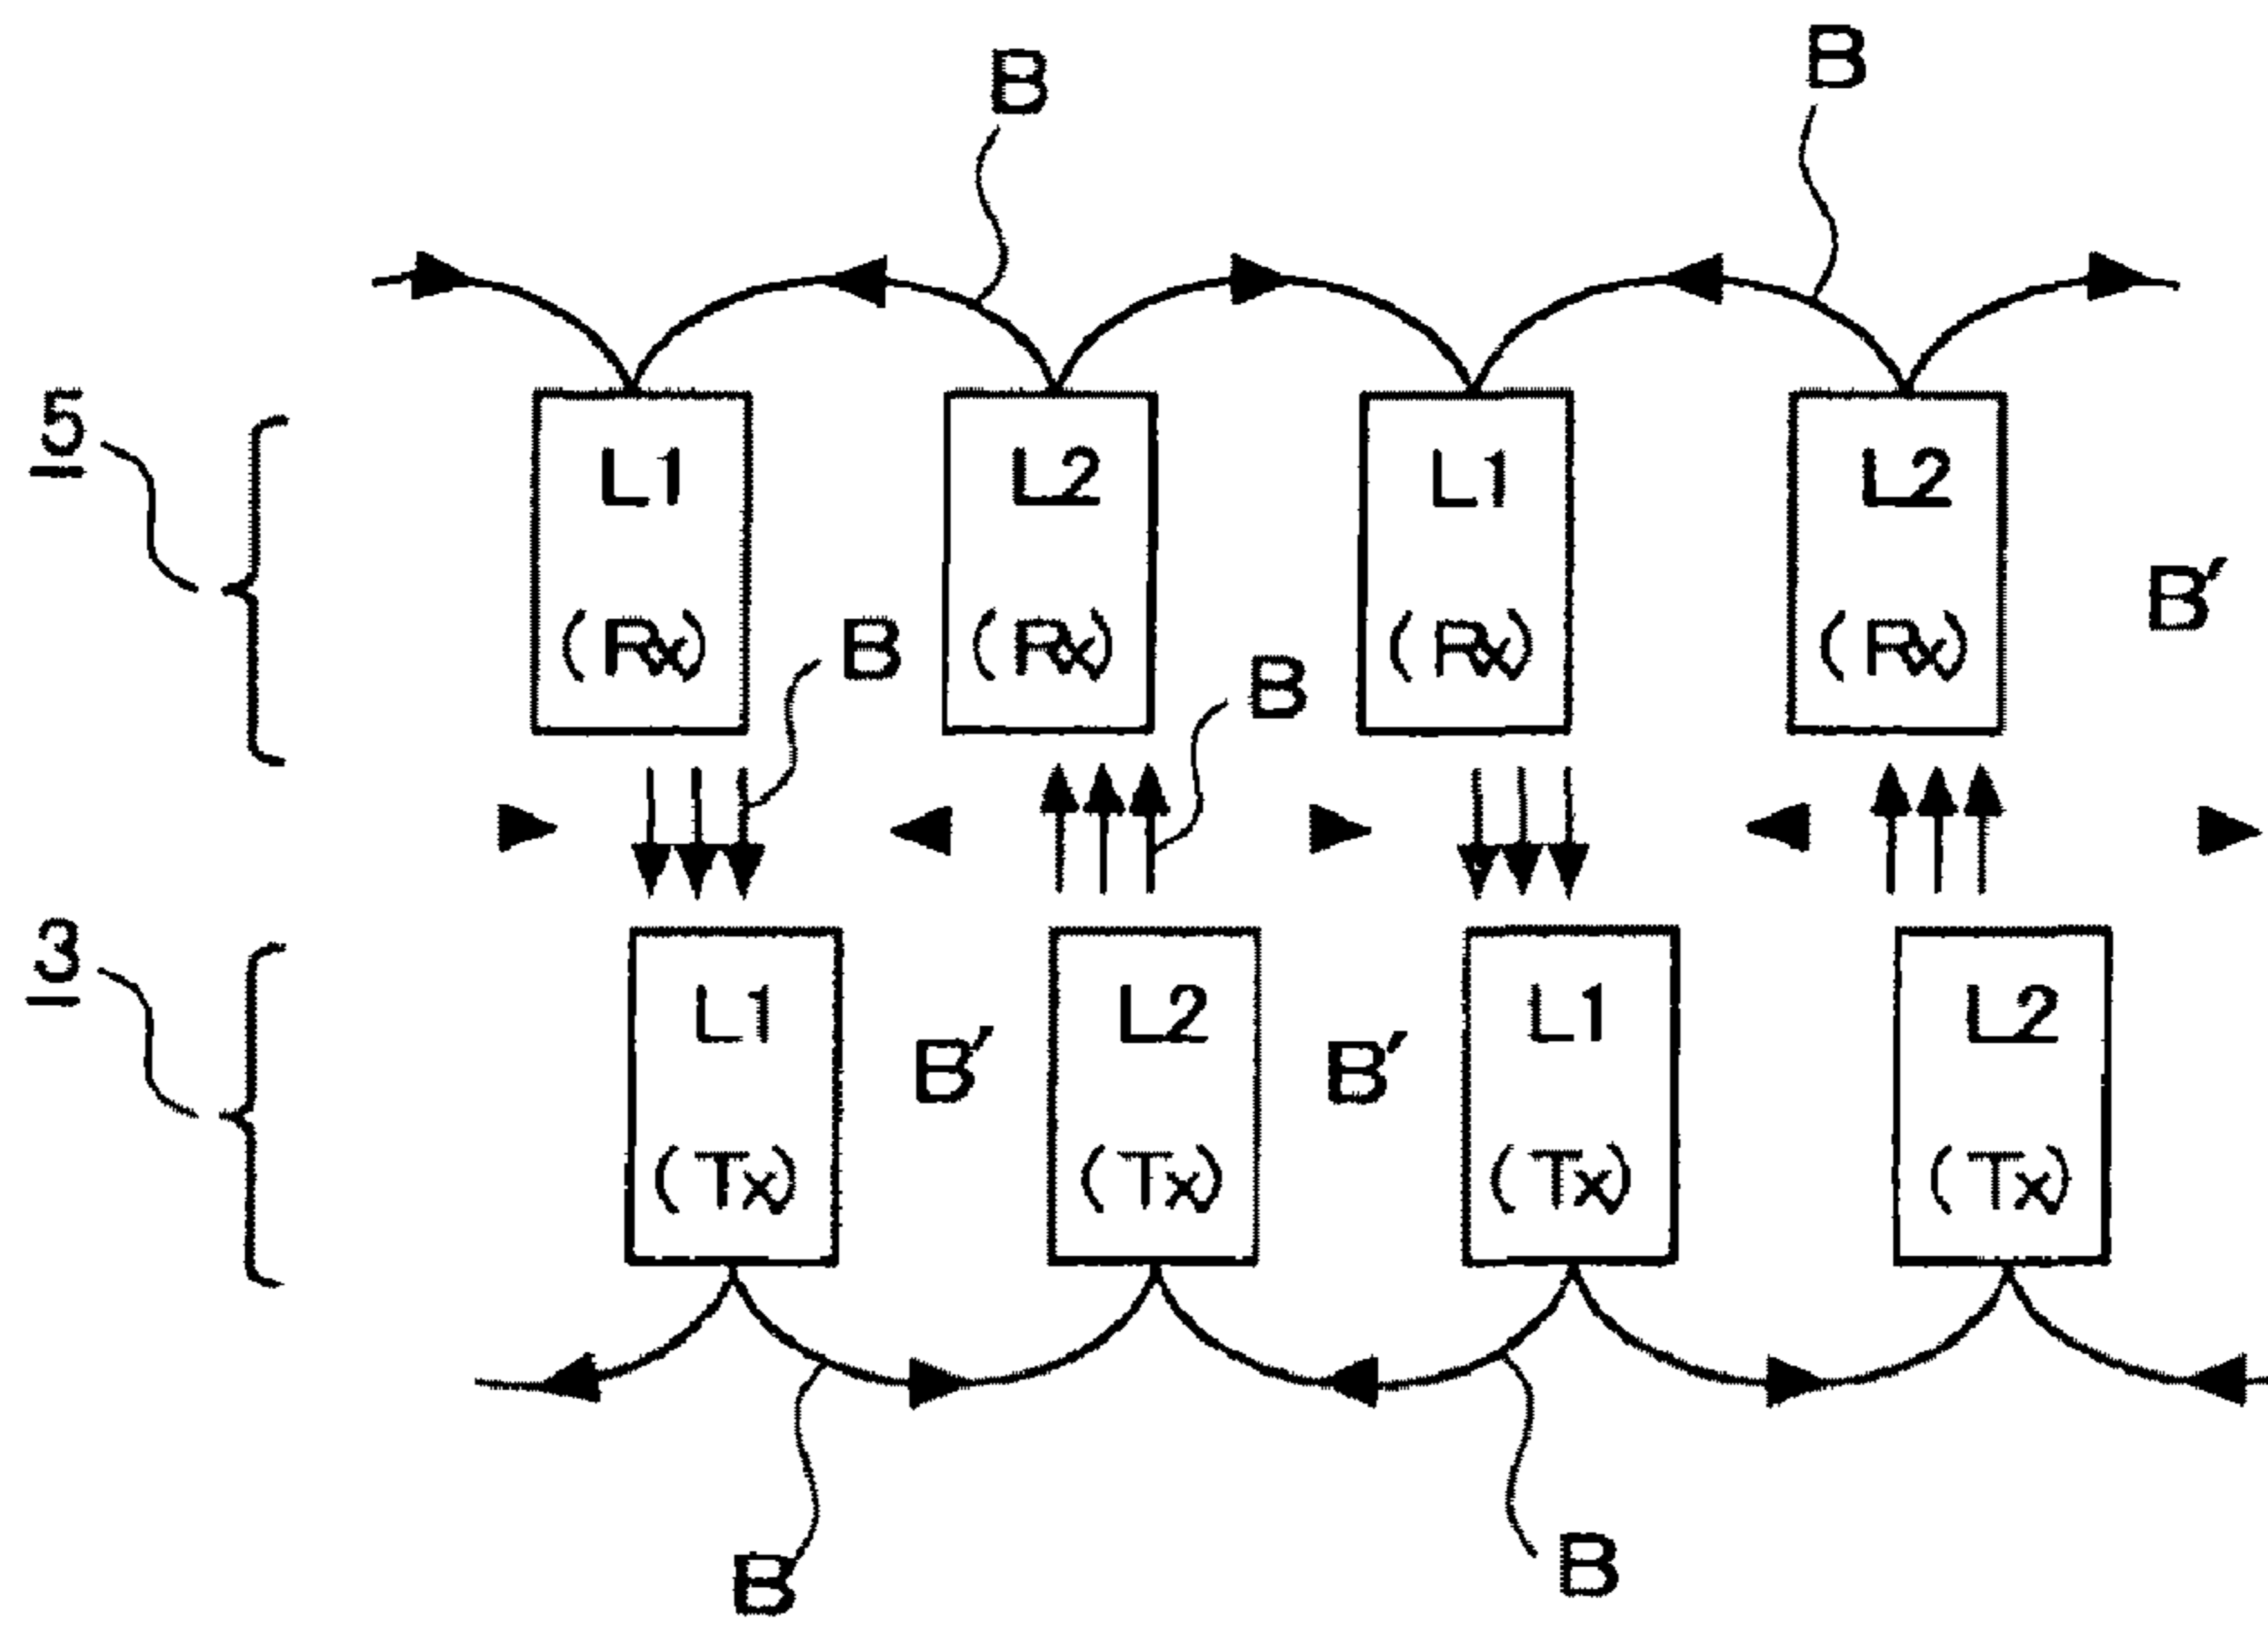 B B
5 L1 L2 L1 L2
B'
(Rx) B (Rx) B (Rx) (Rx)
3 L1 L2 L1 L2
B' B'
(Tx) (Tx) (Tx) (Tx)
B B